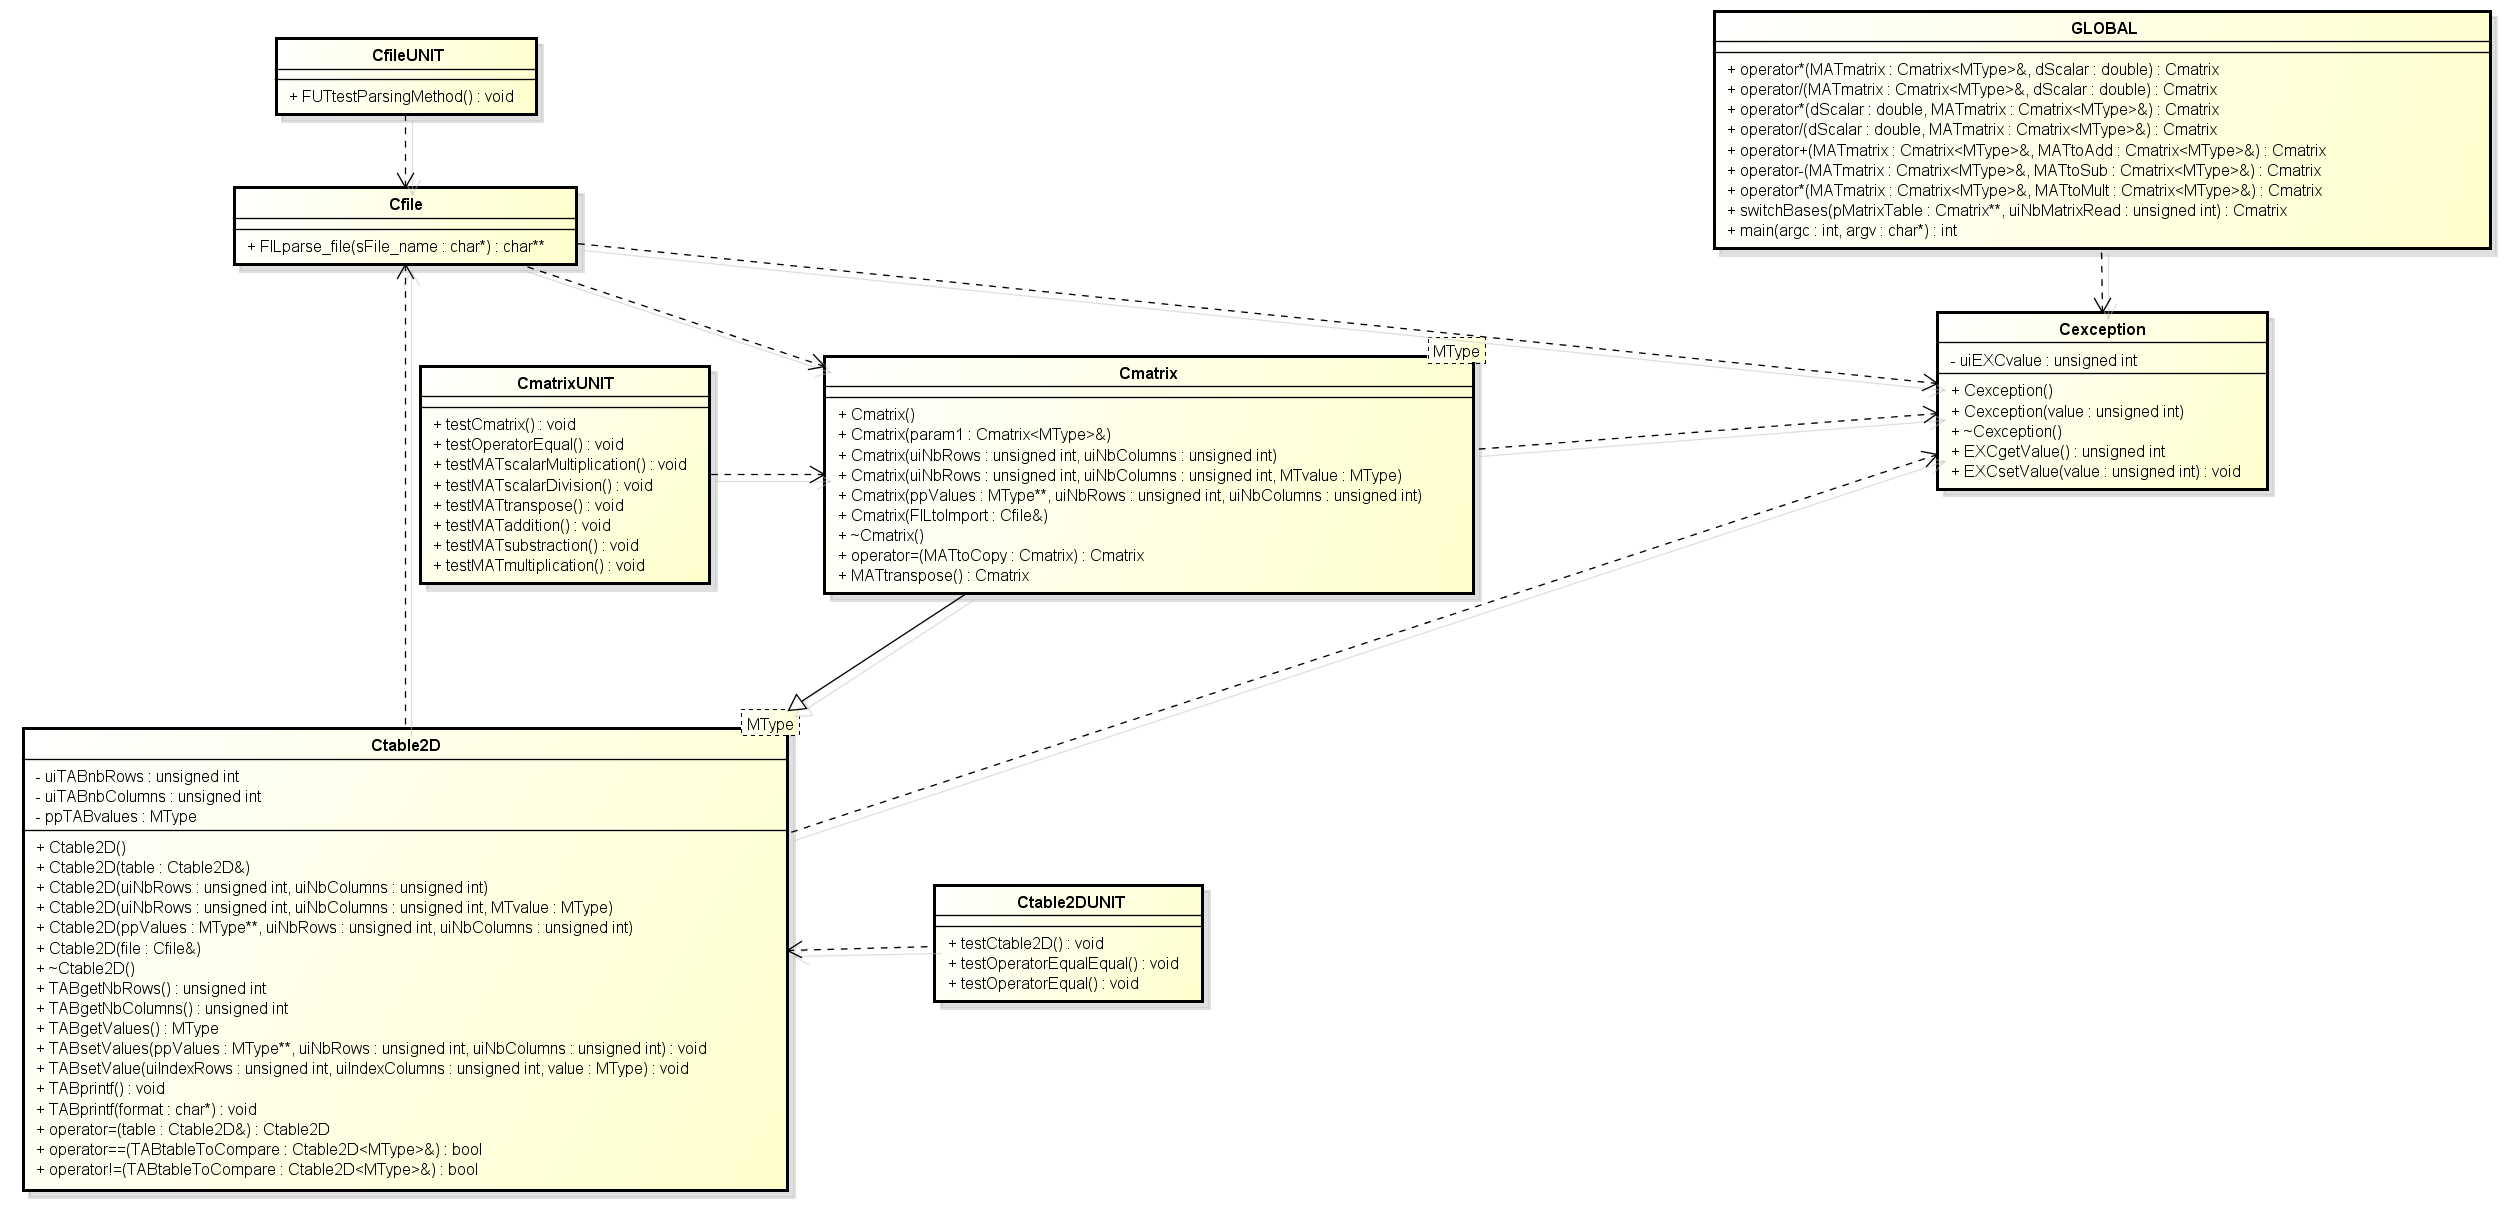 CfileUNIT
+ FUTtestParsingMethod() : void
GLOBAL
+ operator*(MATmatrix : Cmatrix<MType>&, dScalar : double) : Cmatrix
+ operator/(MATmatrix : Cmatrix<MType>&, dScalar : double) : Cmatrix
+ operator*(dScalar : double, MATmatrix : Cmatrix<MType>&) : Cmatrix
+ operator/(dScalar : double, MATmatrix : Cmatrix<MType>&) : Cmatrix
+ operator+(MATmatrix : Cmatrix<MType>&, MATtoAdd : Cmatrix<MType>&) : Cmatrix
+ operator-(MATmatrix : Cmatrix<MType>&, MATtoSub : Cmatrix<MType>&) : Cmatrix
+ operator*(MATmatrix : Cmatrix<MType>&, MATtoMult : Cmatrix<MType>&) : Cmatrix
+ switchBases(pMatrixTable : Cmatrix**, uiNbMatrixRead : unsigned int) : Cmatrix
+ main(argc : int, argv : char*) : int
Cfile
+ FILparse_file(sFile_name : char*) : char**
Cexception
- uiEXCvalue : unsigned int
+ Cexception()
+ Cexception(value : unsigned int)
+ ~Cexception()
+ EXCgetValue() : unsigned int
+ EXCsetValue(value : unsigned int) : void
CmatrixUNIT
+ testCmatrix() : void
+ testOperatorEqual() : void
+ testMATscalarMultiplication() : void
+ testMATscalarDivision() : void
+ testMATtranspose() : void
+ testMATaddition() : void
+ testMATsubstraction() : void
+ testMATmultiplication() : void
MType
Cmatrix
+ Cmatrix()
+ Cmatrix(param1 : Cmatrix<MType>&)
+ Cmatrix(uiNbRows : unsigned int, uiNbColumns : unsigned int)
+ Cmatrix(uiNbRows : unsigned int, uiNbColumns : unsigned int, MTvalue : MType)
+ Cmatrix(ppValues : MType**, uiNbRows : unsigned int, uiNbColumns : unsigned int)
+ Cmatrix(FILtoImport : Cfile&)
+ ~Cmatrix()
+ operator=(MATtoCopy : Cmatrix) : Cmatrix
+ MATtranspose() : Cmatrix
MType
Ctable2D
- uiTABnbRows : unsigned int
- uiTABnbColumns : unsigned int
- ppTABvalues : MType
+ Ctable2D()
+ Ctable2D(table : Ctable2D&)
+ Ctable2D(uiNbRows : unsigned int, uiNbColumns : unsigned int)
+ Ctable2D(uiNbRows : unsigned int, uiNbColumns : unsigned int, MTvalue : MType)
+ Ctable2D(ppValues : MType**, uiNbRows : unsigned int, uiNbColumns : unsigned int)
+ Ctable2D(file : Cfile&)
+ ~Ctable2D()
+ TABgetNbRows() : unsigned int
+ TABgetNbColumns() : unsigned int
+ TABgetValues() : MType
+ TABsetValues(ppValues : MType**, uiNbRows : unsigned int, uiNbColumns : unsigned int) : void
+ TABsetValue(uiIndexRows : unsigned int, uiIndexColumns : unsigned int, value : MType) : void
+ TABprintf() : void
+ TABprintf(format : char*) : void
+ operator=(table : Ctable2D&) : Ctable2D
+ operator==(TABtableToCompare : Ctable2D<MType>&) : bool
+ operator!=(TABtableToCompare : Ctable2D<MType>&) : bool
Ctable2DUNIT
+ testCtable2D() : void
+ testOperatorEqualEqual() : void
+ testOperatorEqual() : void